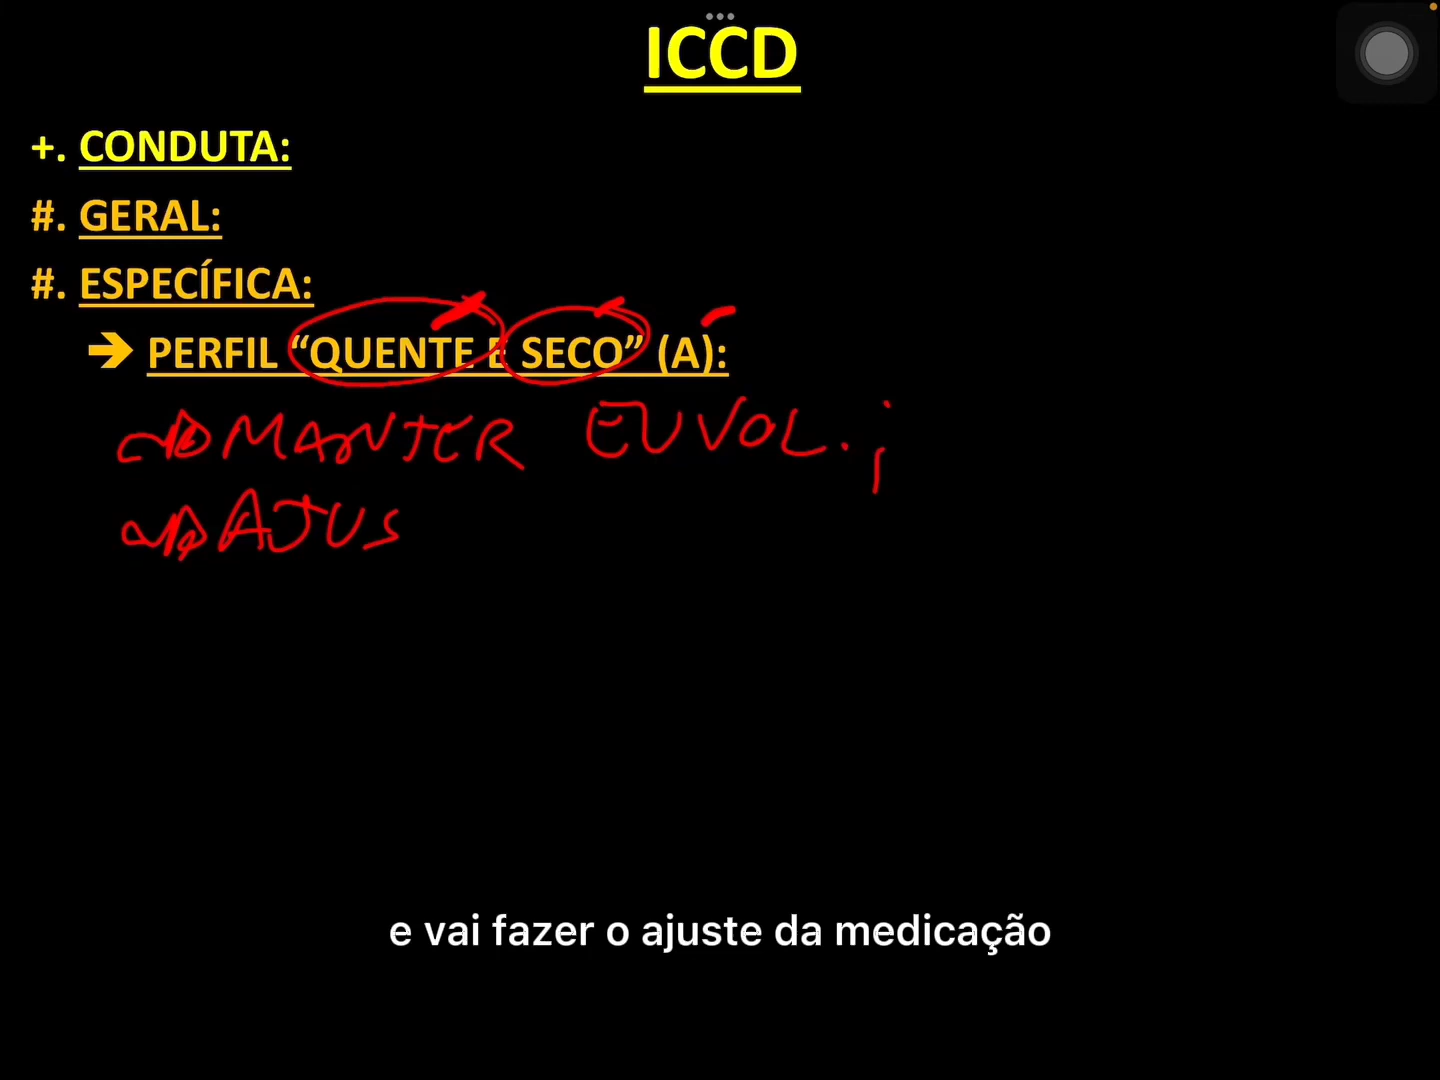 ICCD
+. CONDUTA:
#. GERAL:
#. ESPECÍFICA:
➔ PERFIL “QUENTE E SECO” (A):
MANTER EUVOL. ;
AJUS
e vai fazer o ajuste da medicação